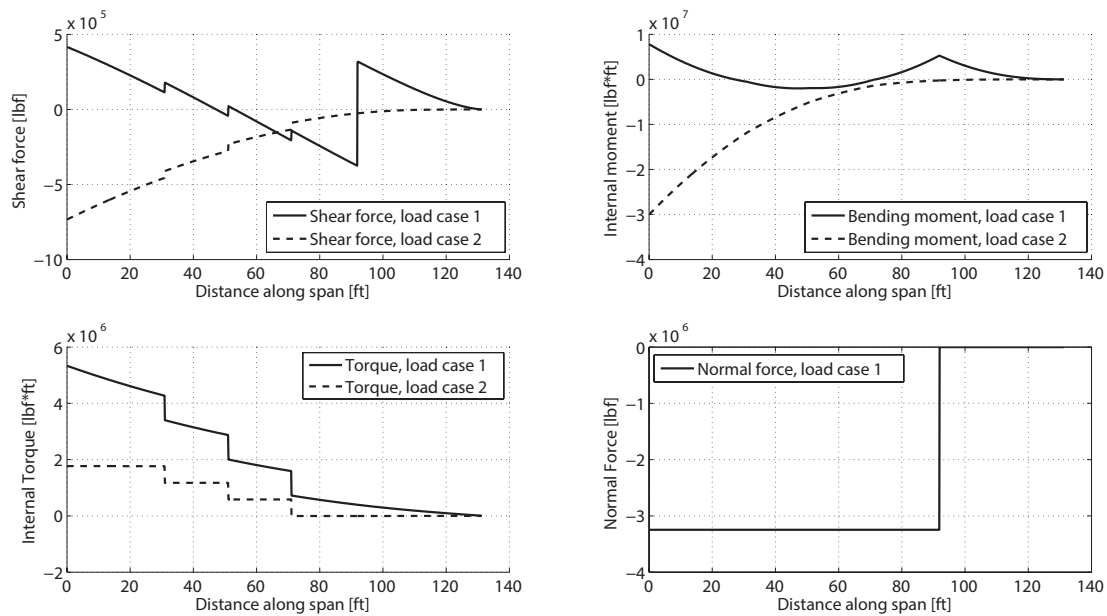 x 10 5
5
0
−5
−10
Shear force [lbf]
Shear force, load case 1
Shear force, load case 2
0 20 40 60 80 100 120 140
Distance along span [ft]
x 10 7
1
0
−1
−2
−3
−4
Internal moment [lbf*ft]
Bending moment, load case 1
Bending moment, load case 2
0 20 40 60 80 100 120 140
Distance along span [ft]
x 10 6
6
4
2
0
−2
Internal Torque [lbf*ft]
Torque, load case 1
Torque, load case 2
0 20 40 60 80 100 120 140
Distance along span [ft]
x 10 6
0
−1
−2
−3
−4
Normal Force [lbf]
Normal force, load case 1
0 20 40 60 80 100 120 140
Distance along span [ft]